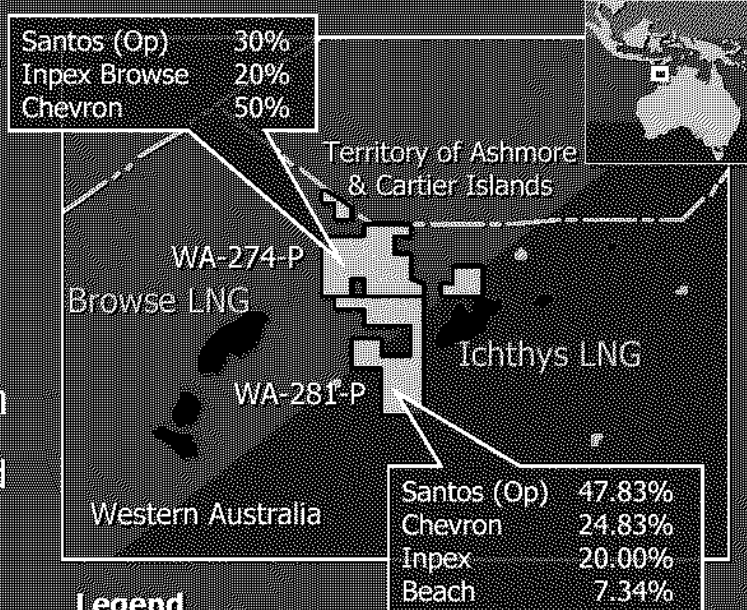 Santos (Op) 30%
Inpex Browse 20%
Chevron 50%
Territory of Ashmore
& Cartier Islands
WA-274-P
Browse LNG
Ichthys LNG
WA-281-P
Western Australia
Santos (Op) 47.83%
Chevron 24.83%
Inpex 20.00%
Beach 7.34%
Legend